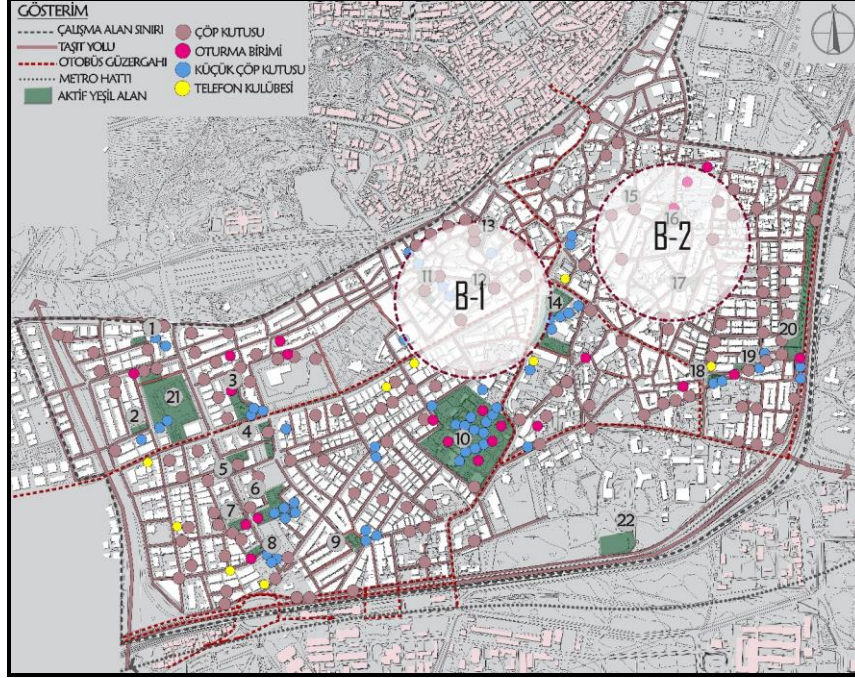 GÖSTERİM
ÇALIŞMA ALAN SINIRI
TAŞIT YOLU
OTOBÜS GÜZERGAHI
METRO HATTI
AKTİF YEŞİL ALAN
ÇÖP KUTUSU
OTURMA BİRİMİ
KÜÇÜK ÇÖP KUTUSU
TELEFON KULÜBESİ
15
16
B-2
17
13
11
12
B-1
14
20
19
18
1
3
2
21
4
10
5
6
7
8
9
22